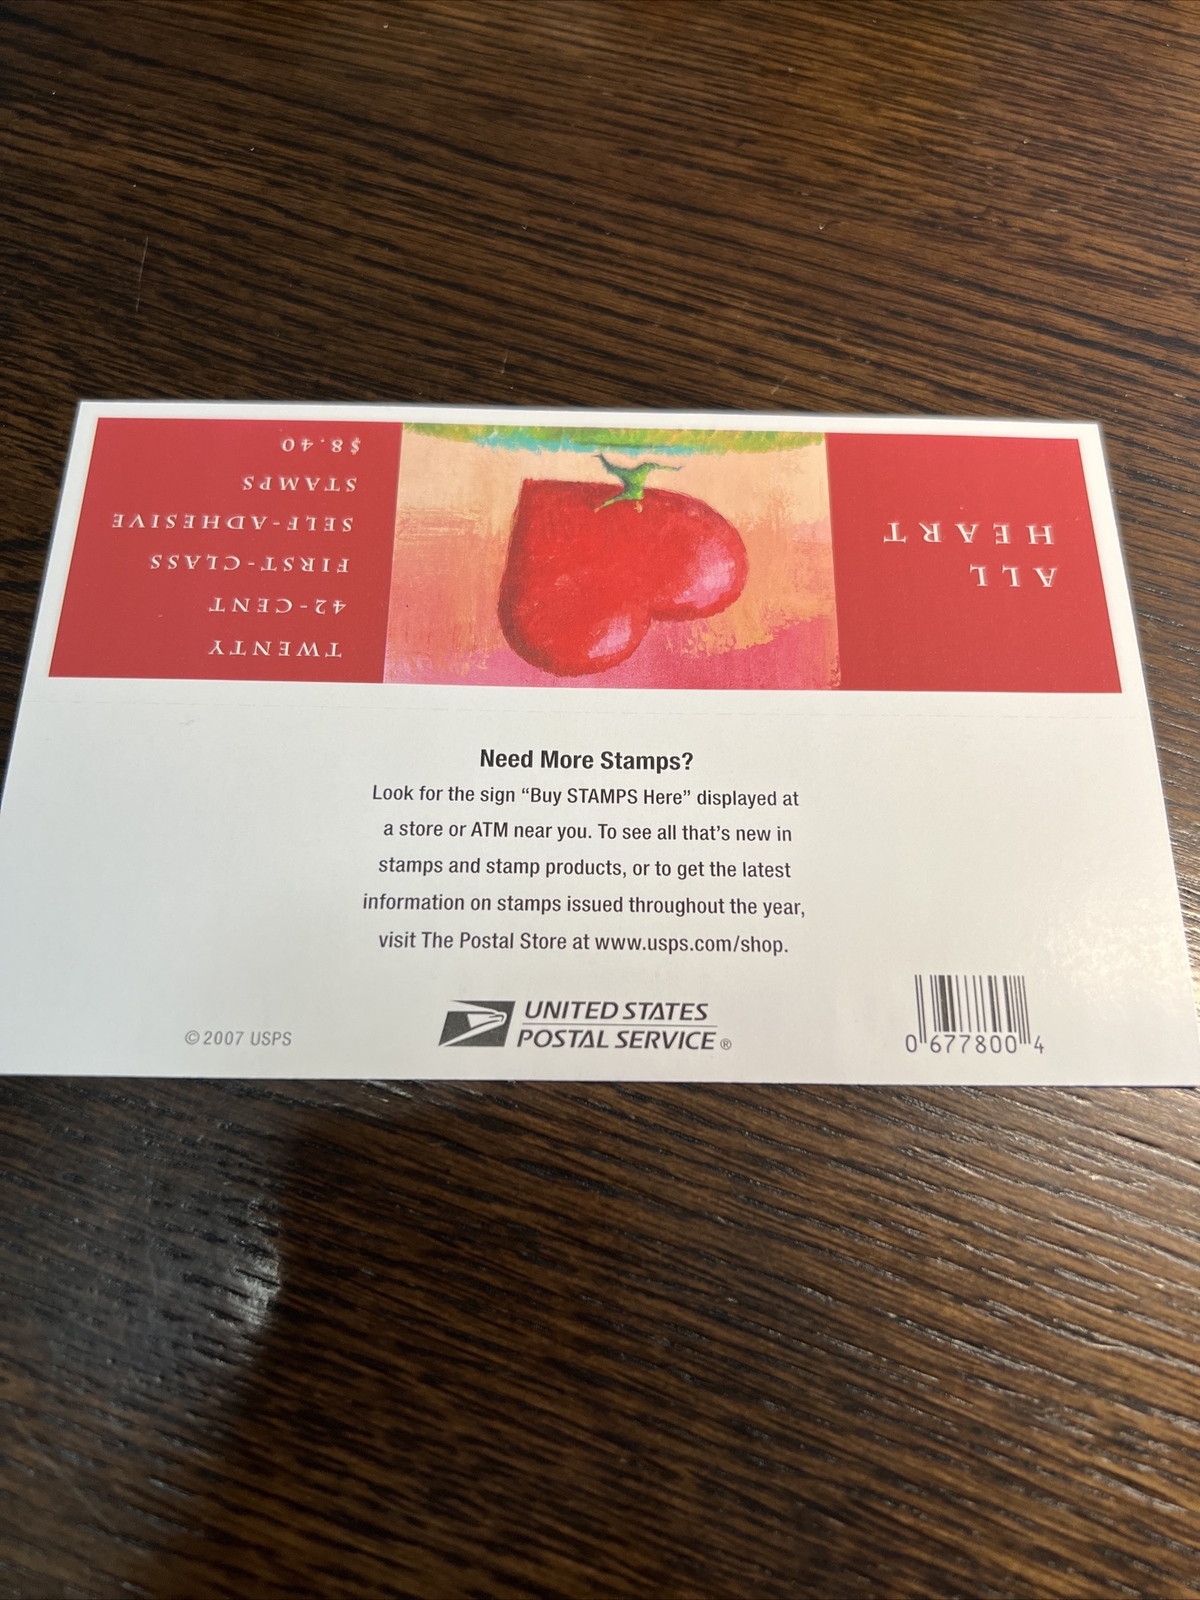 ALL
HEART
TWENTY
42-CENT
FIRST-CLASS
SELF-ADHESIVE
STAMPS
$8.40
Need More Stamps?
Look for the sign “Buy STAMPS Here” displayed at
a store or ATM near you. To see all that’s new in
stamps and stamp products, or to get the latest
information on stamps issued throughout the year,
visit The Postal Store at www.usps.com/shop.
© 2007 USPS
UNITED STATES
POSTAL SERVICE®
0 677800 4